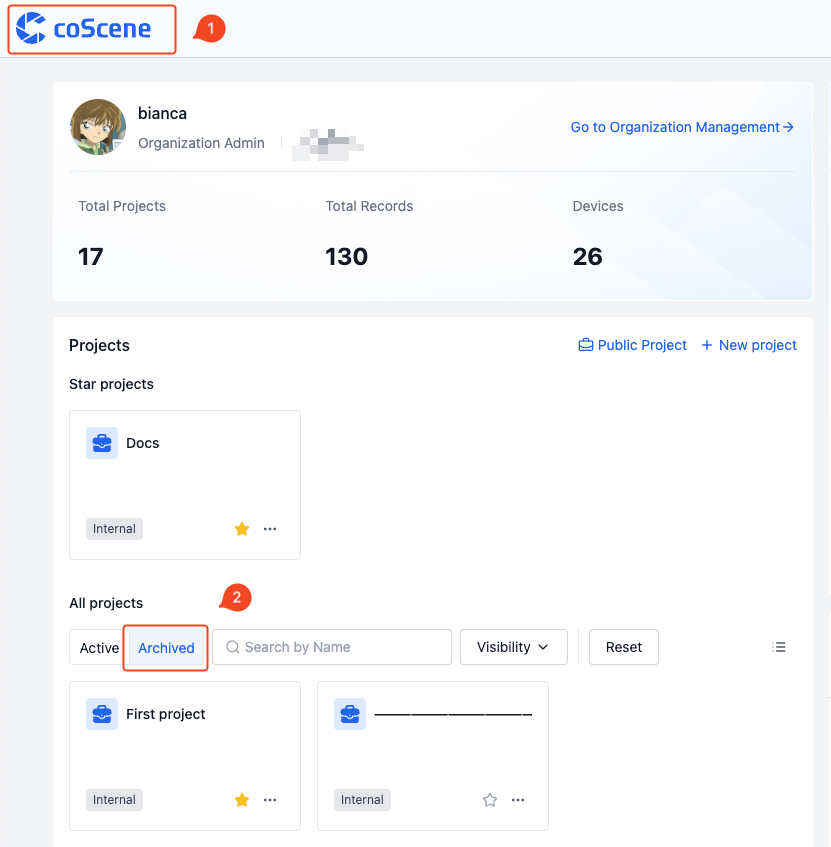 coScene
1
bianca
Organization Admin
Go to Organization Management
Total Projects Total Records Devices
17 130 26
Projects Public Project + New project
Star projects
Docs
Internal
2
All projects
Active Archived Search by Name Visibility Reset
First project
Internal Internal